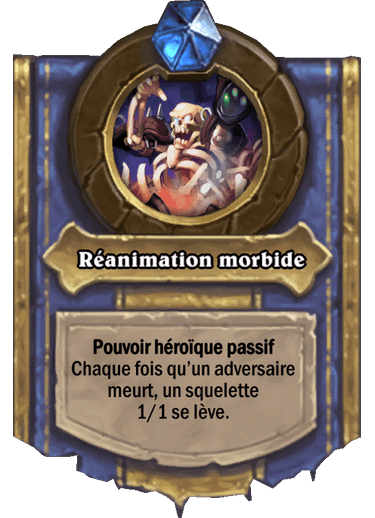 Réanimation morbide
Pouvoir héroïque passif
Chaque fois qu'un adversaire
meurt, un squelette
1/1 se lève.